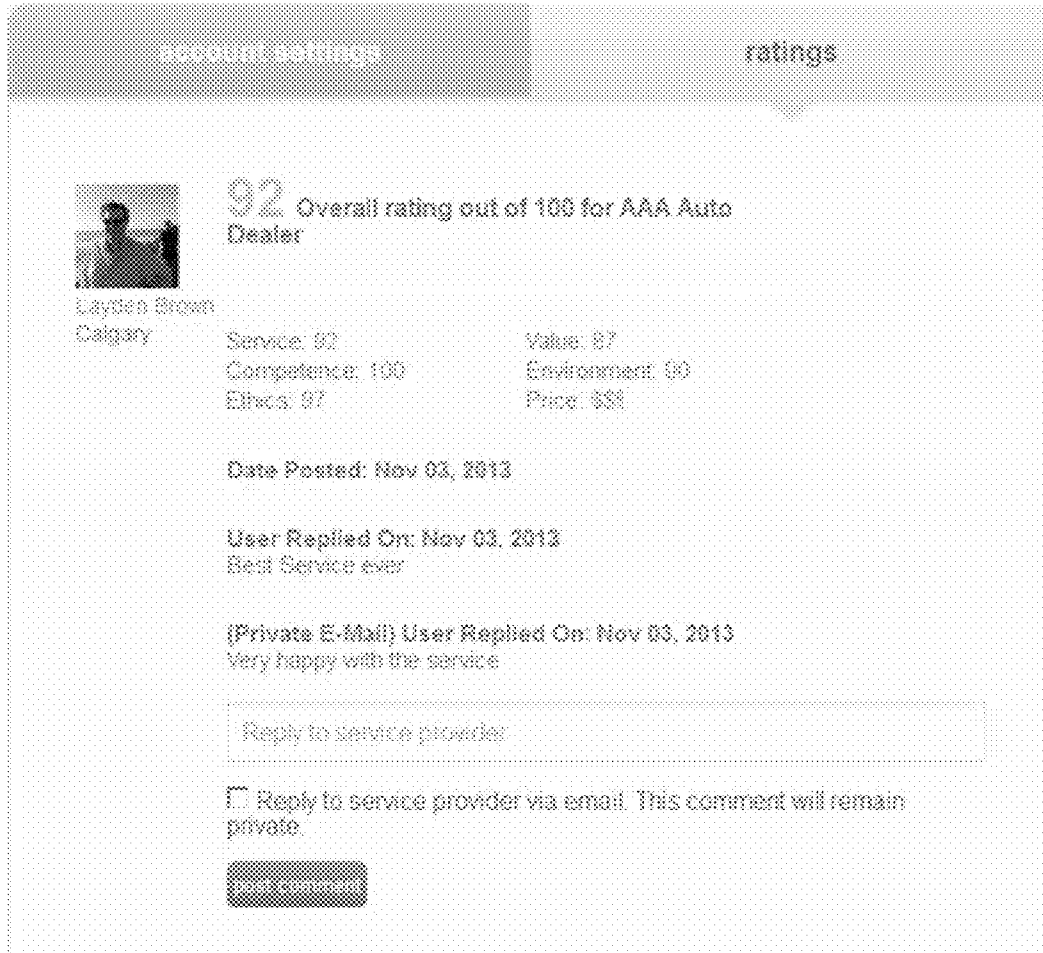 account settings
ratings
92 Overall rating out of 100 for AAA Auto
Dealer
Layden Brown
Calgary
Service: 92
Value: 87
Competence: 100
Environment: 90
Ethics: 97
Price: $$$
Date Posted: Nov 03, 2013
User Replied On: Nov 03, 2013
Best Service ever
(Private E-Mail) User Replied On: Nov 03, 2013
Very happy with the service
Reply to service provider
Reply to service provider via email. This comment will remain
private.